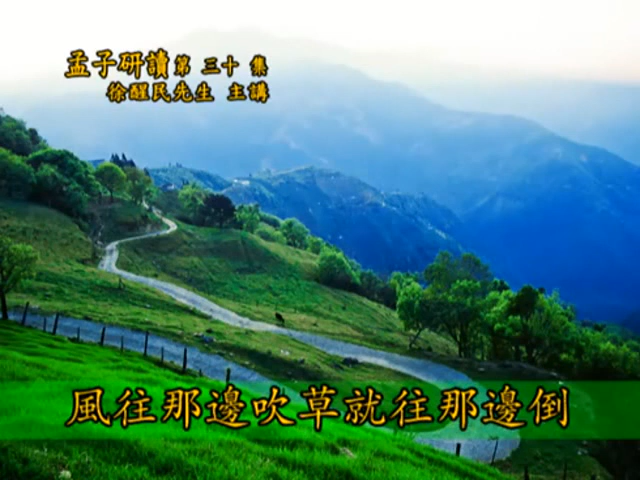 孟子研讀第三十集
徐醒民先生 主講
風往那邊吹草就往那邊倒